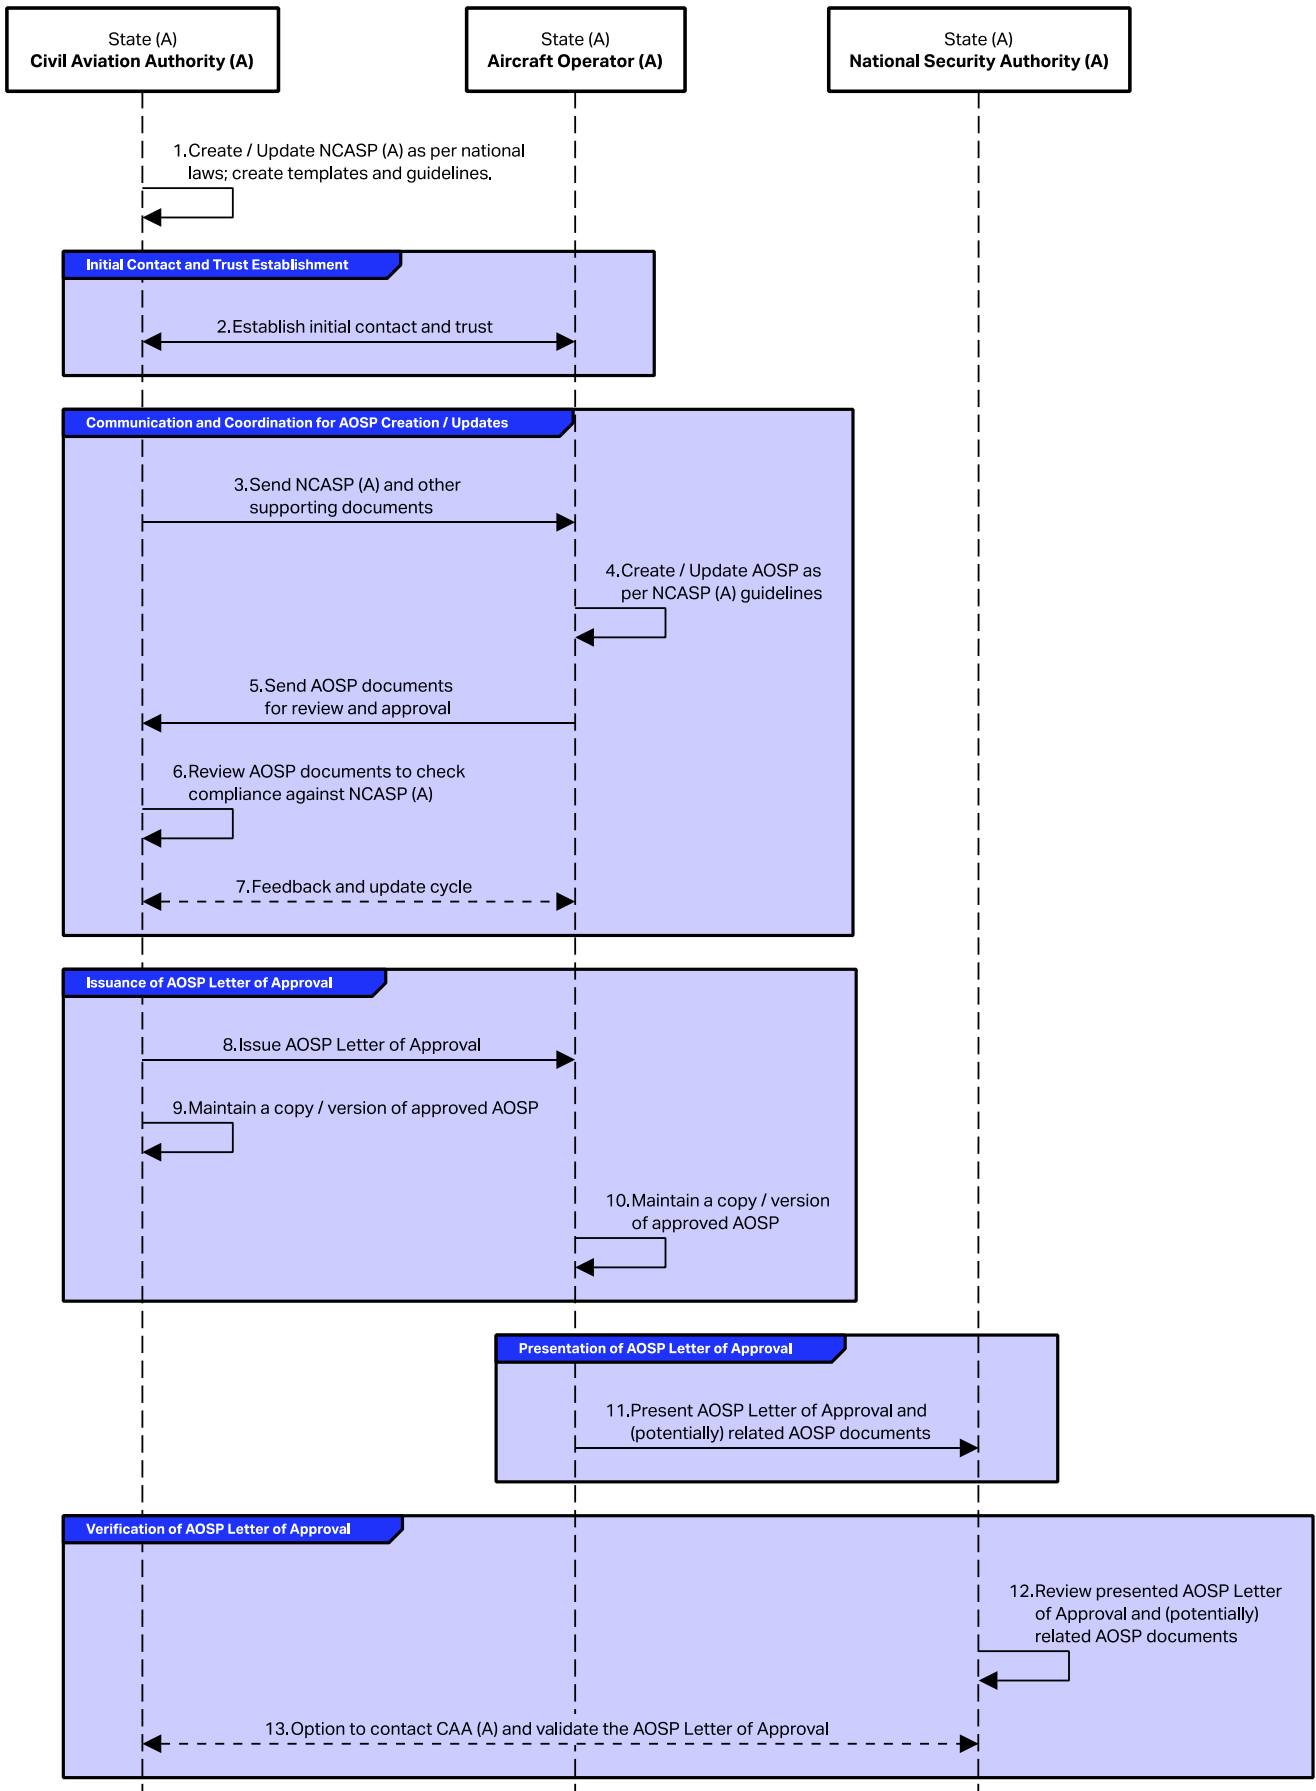 State (A)
Civil Aviation Authority (A)
State (A)
Aircraft Operator (A)
State (A)
National Security Authority (A)
1. Create / Update NCASP (A) as per national
laws; create templates and guidelines.
Initial Contact and Trust Establishment
2. Establish initial contact and trust
Communication and Coordination for AOSP Creation / Updates
3. Send NCASP (A) and other
supporting documents
4. Create / Update AOSP as
per NCASP (A) guidelines
5. Send AOSP documents
for review and approval
6. Review AOSP documents to check
compliance against NCASP (A)
7. Feedback and update cycle
Issuance of AOSP Letter of Approval
8. Issue AOSP Letter of Approval
9. Maintain a copy / version of approved AOSP
10. Maintain a copy / version
of approved AOSP
Presentation of AOSP Letter of Approval
11. Present AOSP Letter of Approval and
(potentially) related AOSP documents
Verification of AOSP Letter of Approval
12. Review presented AOSP Letter
of Approval and (potentially)
related AOSP documents
13. Option to contact CAA (A) and validate the AOSP Letter of Approval